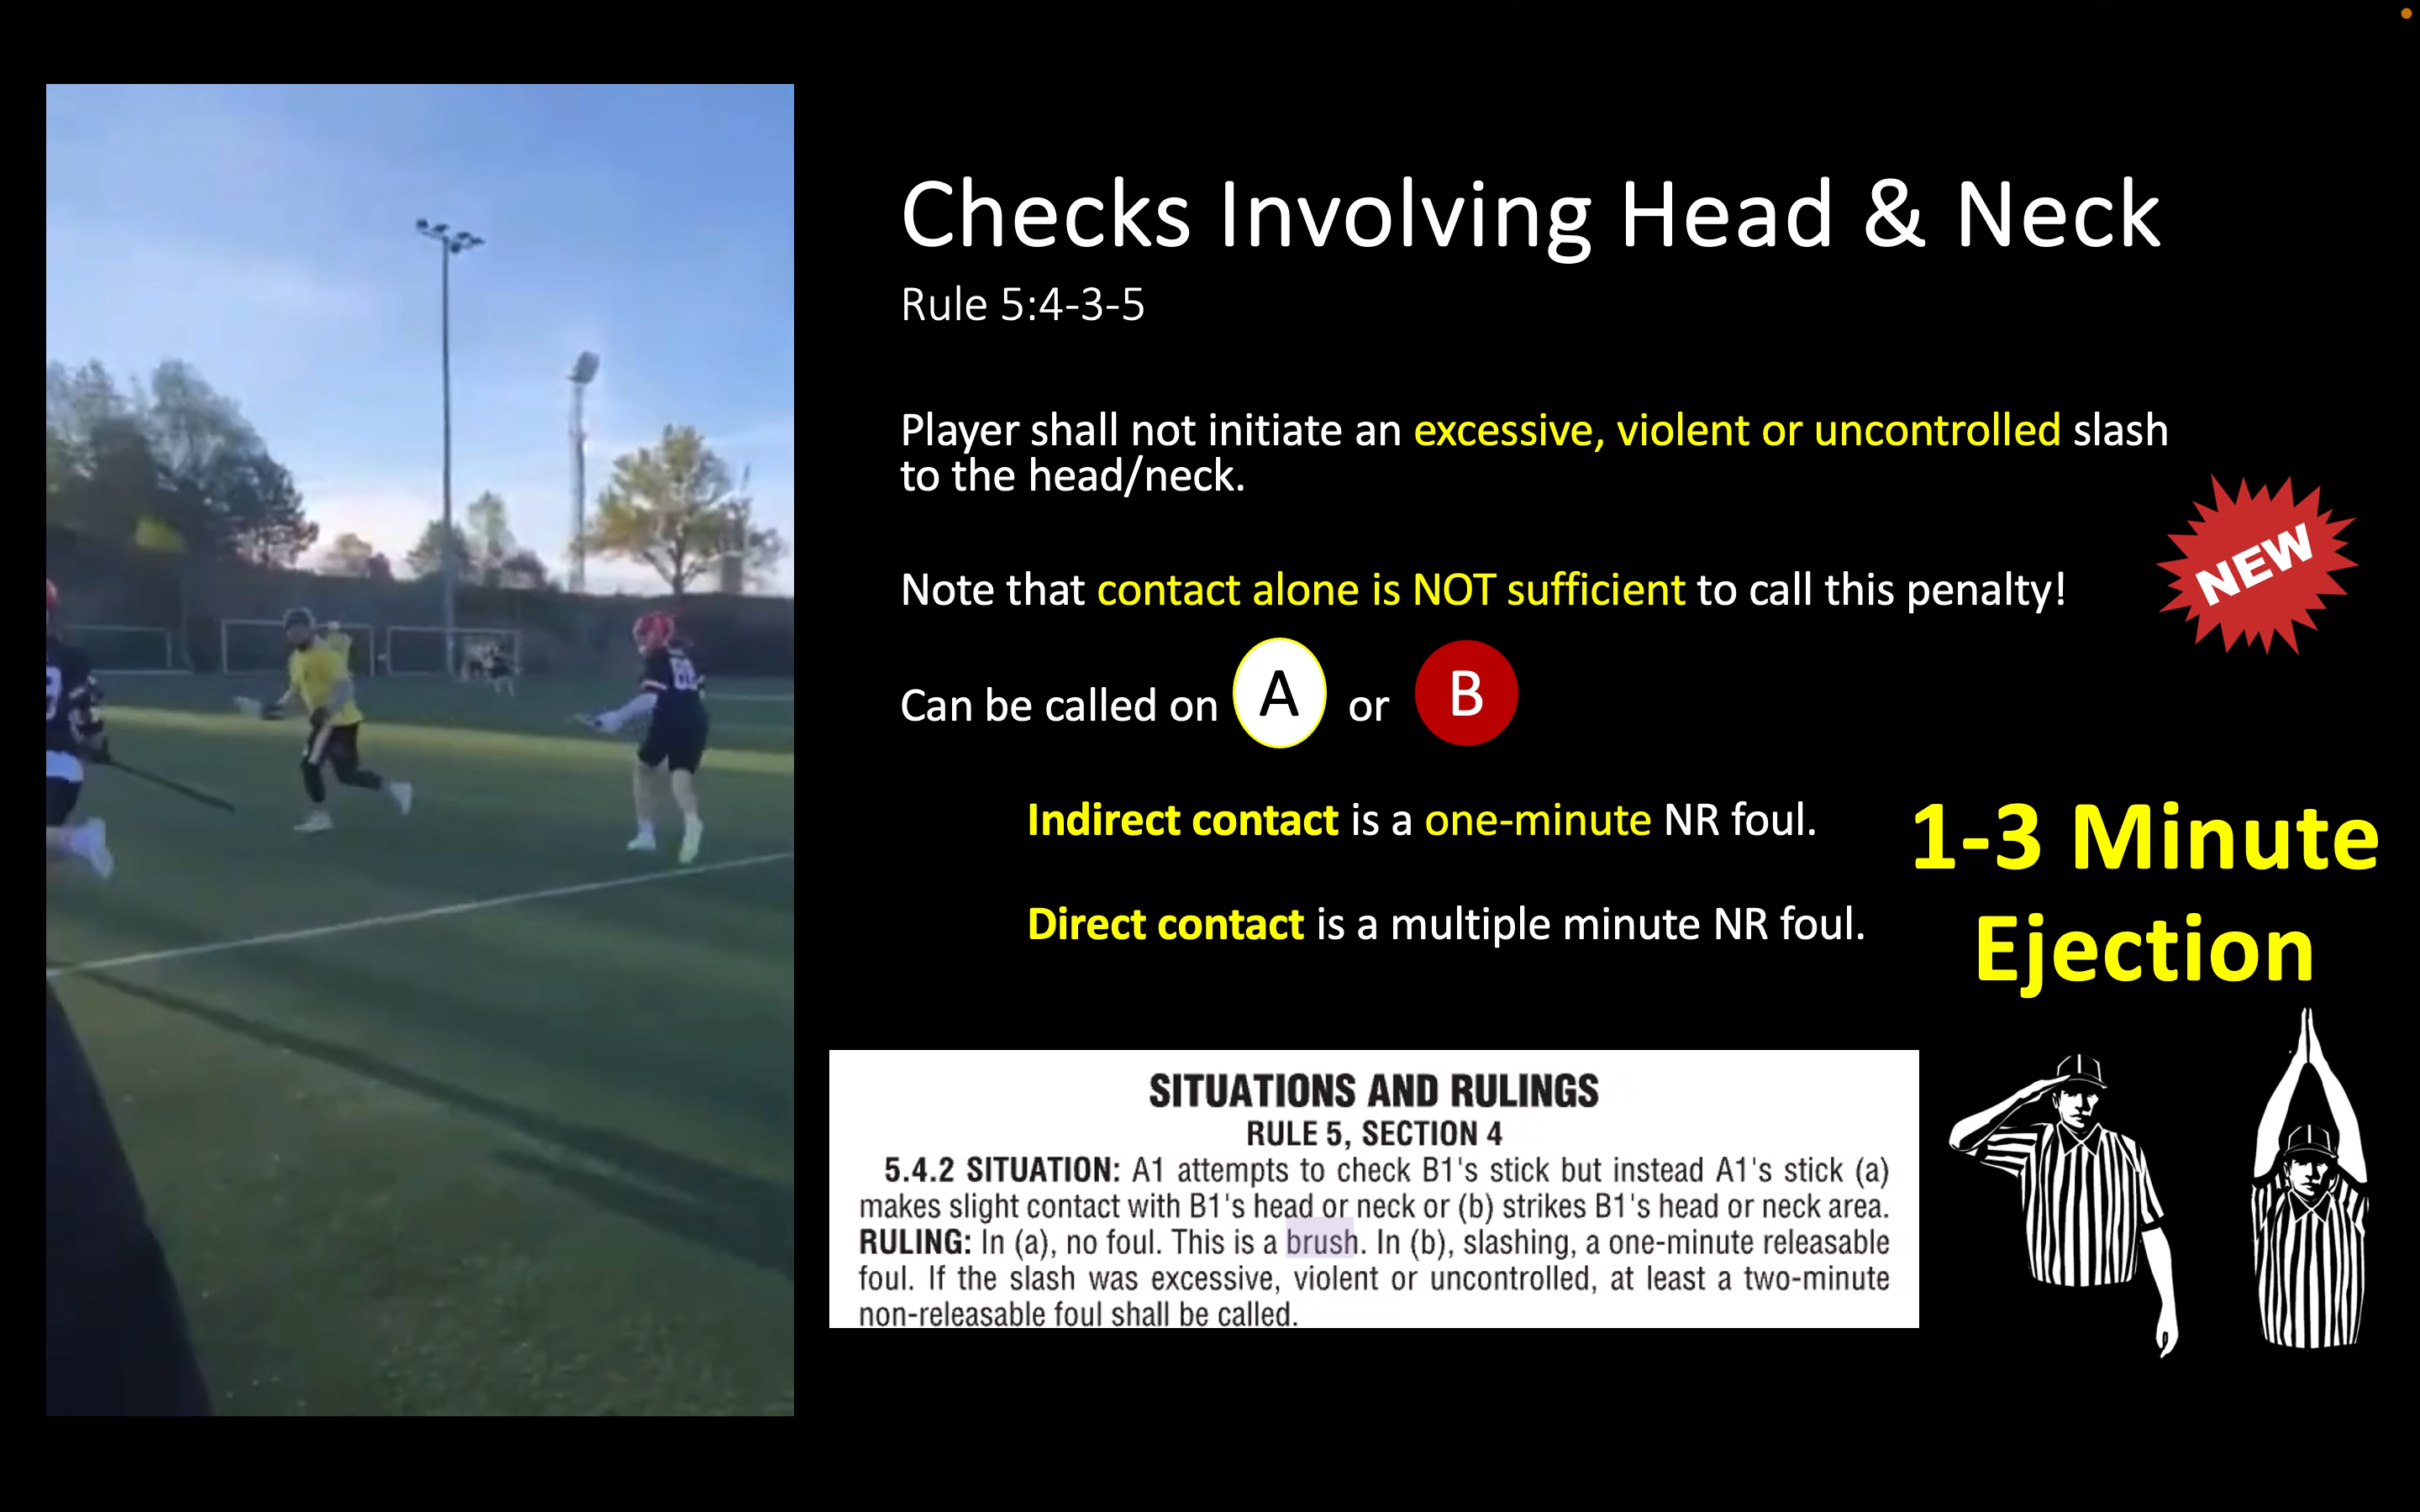 Checks Involving Head & Neck
Rule 5:4-3-5
Player shall not initiate an excessive, violent or uncontrolled slash
to the head/neck.
NEW
Note that contact alone is NOT sufficient to call this penalty!
Can be called on A or B
Indirect contact is a one-minute NR foul.
Direct contact is a multiple minute NR foul.
1-3 Minute
Ejection
SITUATIONS AND RULINGS
RULE 5, SECTION 4
5.4.2 SITUATION: A1 attempts to check B1's stick but instead A1's stick (a)
makes slight contact with B1's head or neck or (b) strikes B1's head or neck area.
RULING: In (a), no foul. This is a brush. In (b), slashing, a one-minute releasable
foul. If the slash was excessive, violent or uncontrolled, at least a two-minute
non-releasable foul shall be called.